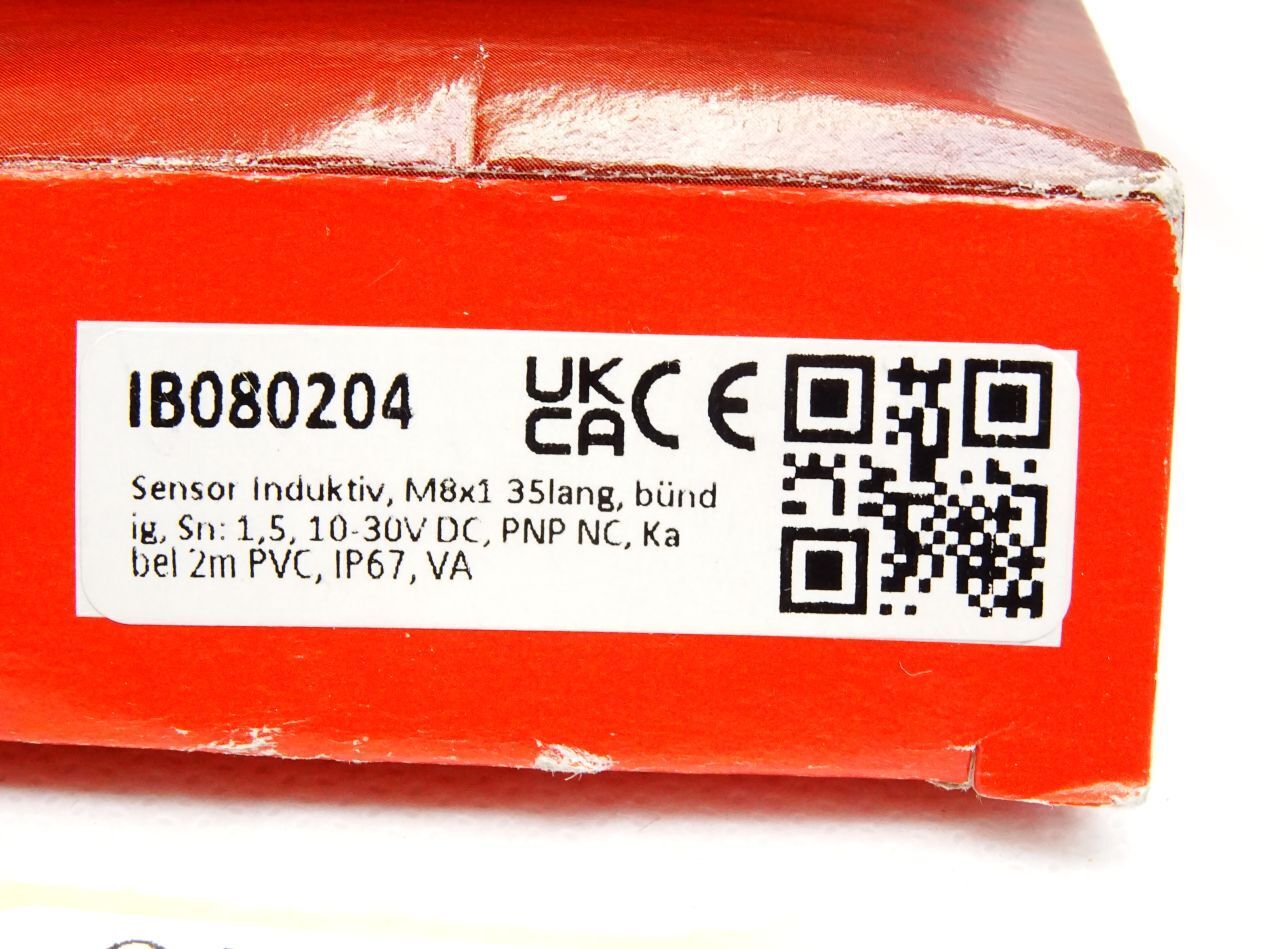 IB080204
UK
CA
CE
Sensor Induktiv, M8x1 35lang, bünd
ig, Sn: 1,5, 10-30V DC, PNP NC, Ka
bel 2m PVC, IP67, VA